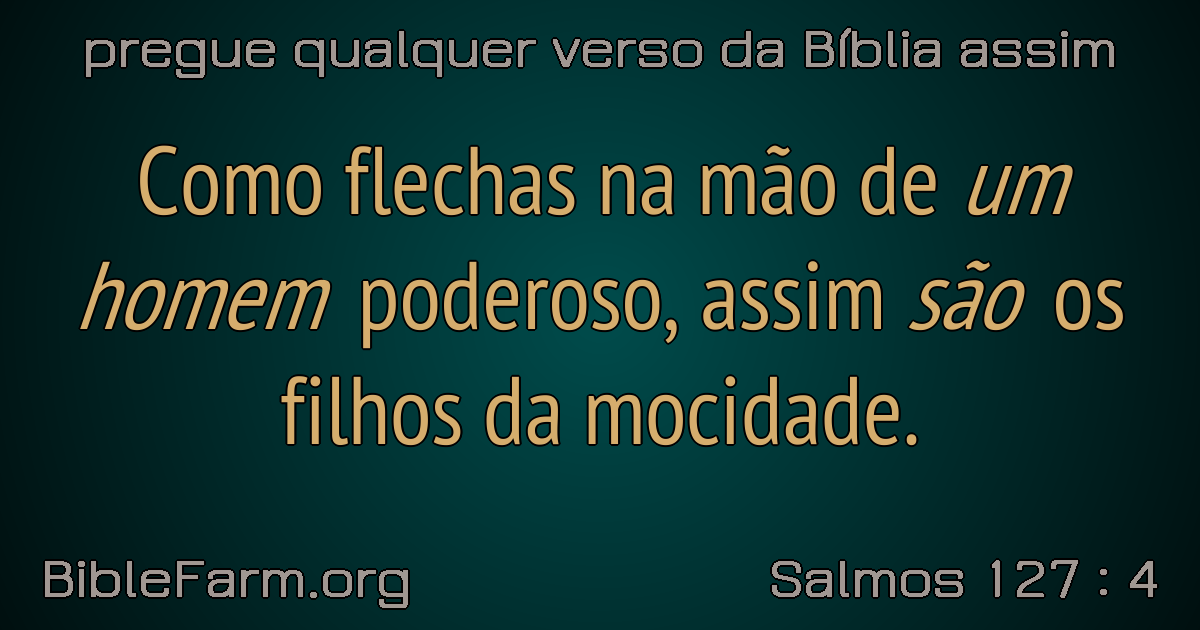 pregue qualquer verso da Bíblia assim
Como flechas na mão de um
homem poderoso, assim são os
filhos da mocidade.
BibleFarm.org
Salmos 127 : 4